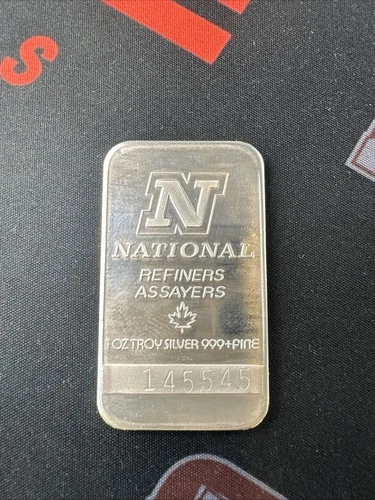 S
N
NATIONAL
REFINERS
ASSAYERS
1 OZ TROY SILVER 999+FINE
145545